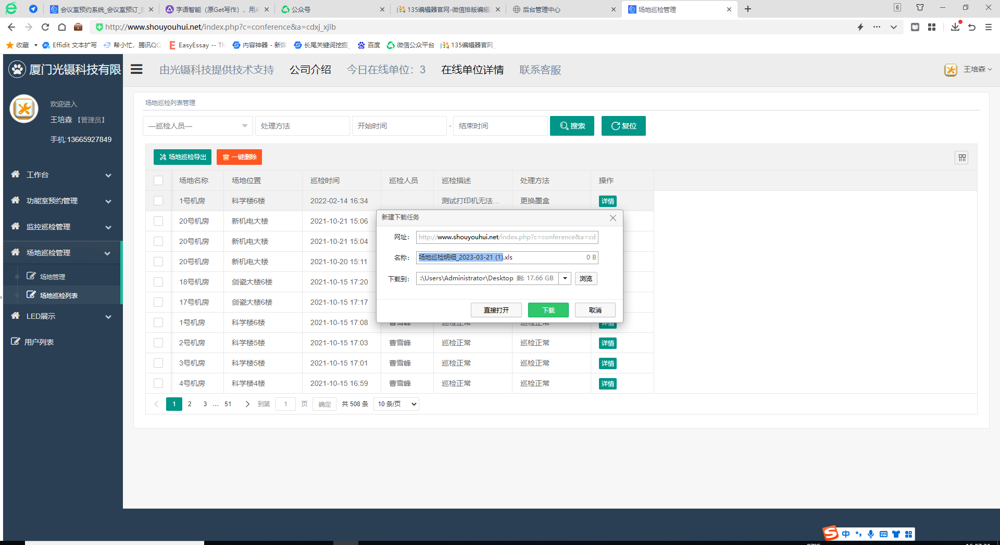 会议室预约系统_会议室预订_
字语智能（原Get写作），用A
公众号
135编辑器官网-微信排版编辑
后台管理中心
场地巡检管理
6
http://www.shouyouhui.net/index.php?c=conference&a=cdxj_xjlb
收藏
Effidit 文本扩写
帮小忙，腾讯QQ
EasyEssay -- Th
内容神器 - 新媒
长尾关键词挖掘
百度
微信公众平台
135编辑器官网
厦门光镊科技有限
由光镊科技提供技术支持
公司介绍
今日在线单位：3
在线单位详情
联系客服
王培森
欢迎进入
王培森 【管理员】
手机:13665927849
工作台
功能室预约管理
监控巡检管理
场地巡检管理
场地管理
场地巡检列表
LED展示
用户列表
场地巡检列表管理
—巡检人员—
处理方法
开始时间
-
结束时间
搜索
复位
场地巡检导出
一键删除
场地名称 场地位置 巡检时间 巡检人员 巡检描述 处理方法 操作
1号机房 科学楼6楼 2022-02-14 16:34 测试打印机无法... 更换墨盒 详情
20号机房 新机电大楼 2021-10-21 15:06
20号机房 新机电大楼 2021-10-21 15:04
20号机房 新机电大楼 2021-10-20 15:11
18号机房 剑瓷大楼6楼 2021-10-15 17:20
17号机房 剑瓷大楼6楼 2021-10-15 17:17
1号机房 科学楼6楼 2021-10-15 17:08 曹雪峰 巡检正常 巡检正常 详情
2号机房 科学楼5楼 2021-10-15 17:03 曹雪峰 巡检正常 巡检正常 详情
3号机房 科学楼5楼 2021-10-15 17:01 曹雪峰 巡检正常 巡检正常 详情
4号机房 科学楼4楼 2021-10-15 16:59 曹雪峰 巡检正常 巡检正常 详情
1 2 3 ... 51 到第 1 页 确定 共 508 条 10 条/页
新建下载任务
网址： http://www.shouyouhui.net/index.php?c=conference&a=cd
名称： 场地巡检明细_2023-03-21 (1).xls 0 B
下载到： :\Users\Administrator\Desktop 剩: 17.66 GB 浏览
直接打开 下载 取消
中